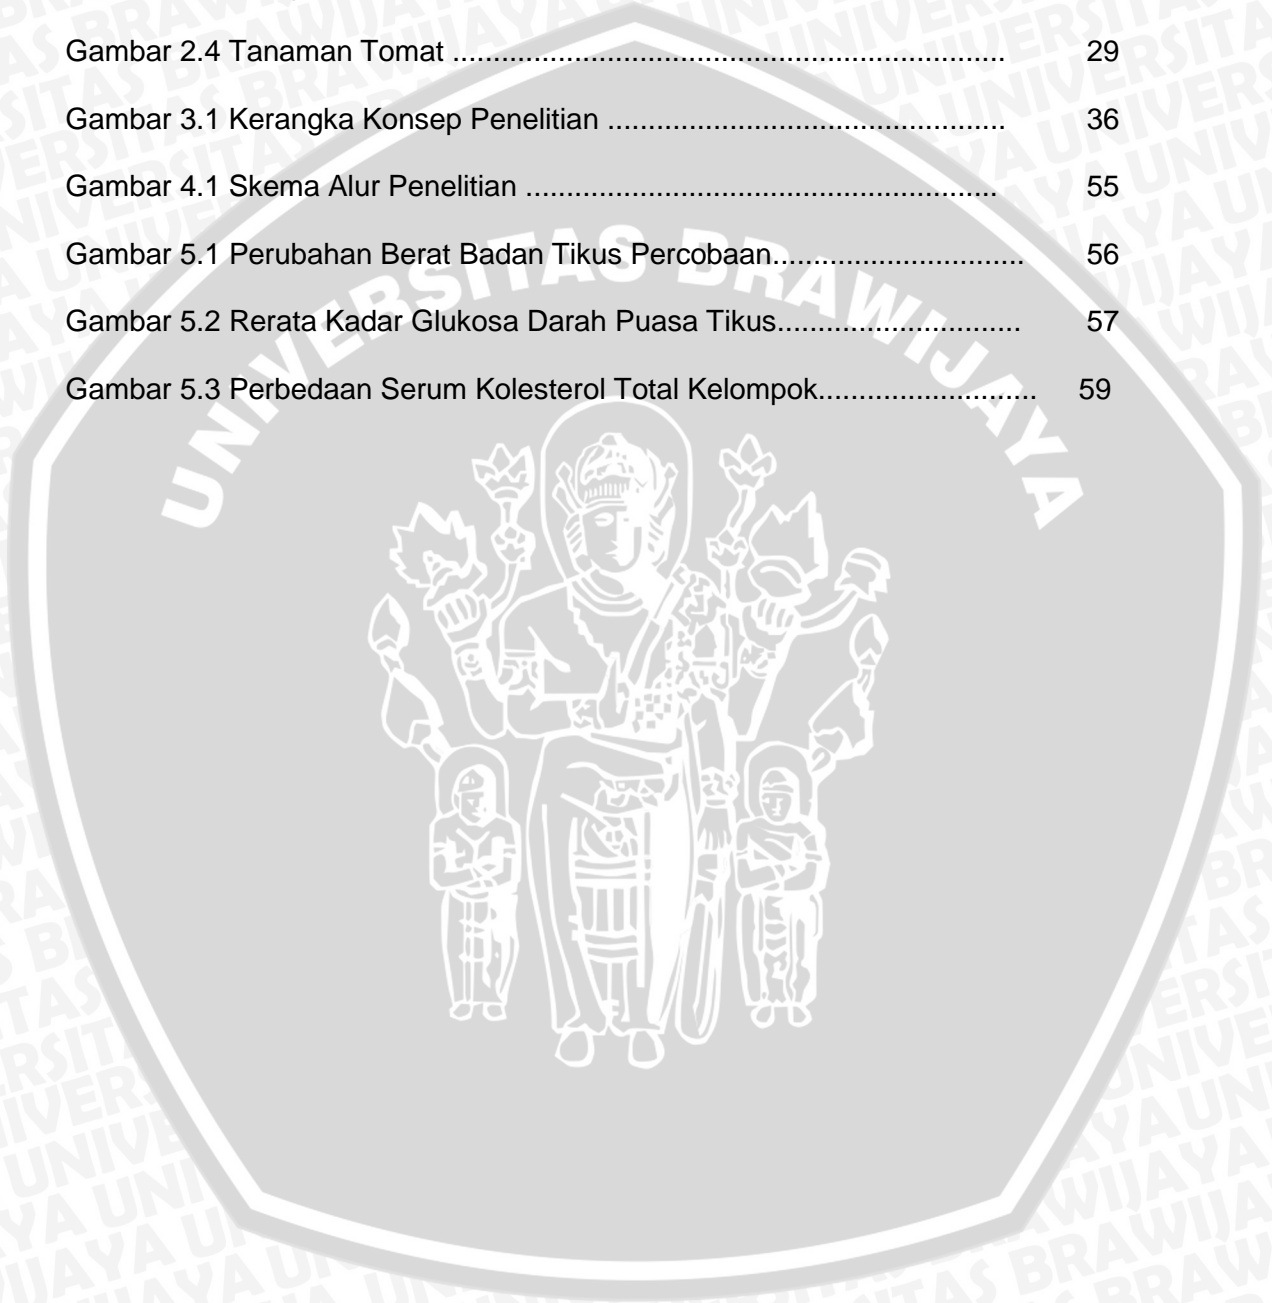 Gambar 2.4 Tanaman Tomat .................................................................... 29
Gambar 3.1 Kerangka Konsep Penelitian ................................................. 36
Gambar 4.1 Skema Alur Penelitian .......................................................... 55
Gambar 5.1 Perubahan Berat Badan Tikus Percobaan............................... 56
Gambar 5.2 Rerata Kadar Glukosa Darah Puasa Tikus.............................. 57
Gambar 5.3 Perbedaan Serum Kolesterol Total Kelompok........................... 59
UNIVERSITAS BRAWIJAYA